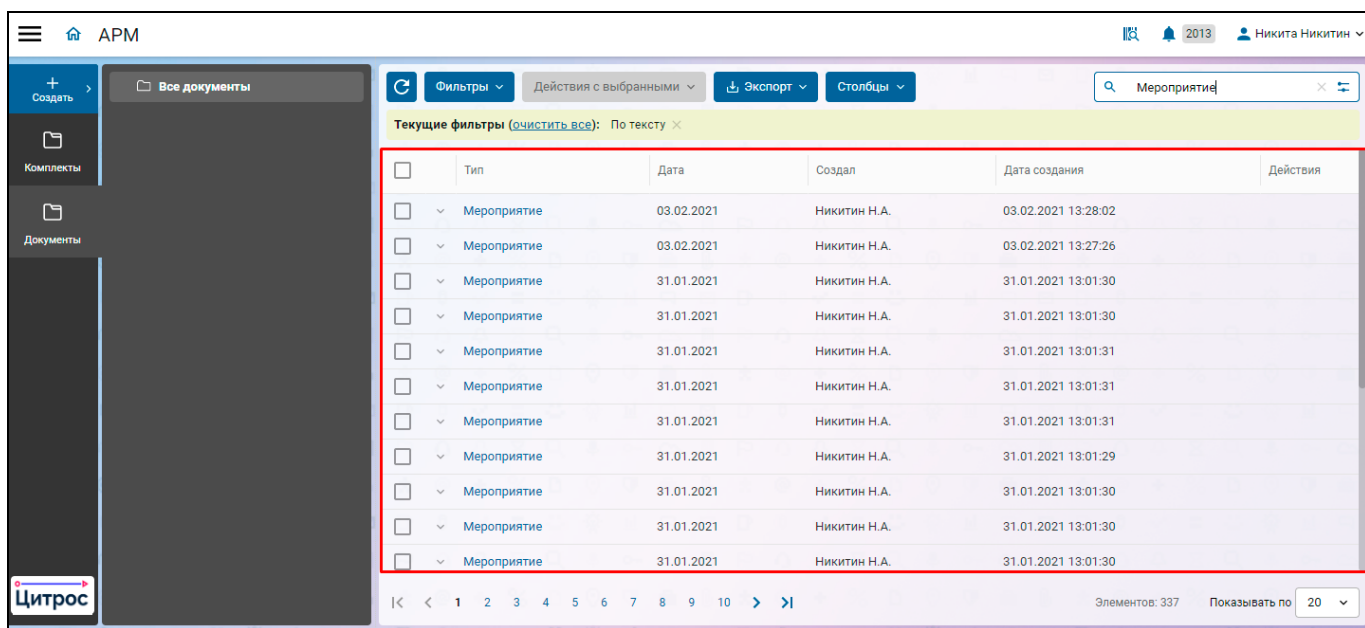 АРМ 2013 Никита Никитин
Создать
Комплекты
Документы
Цитрос
Все документы
Фильтры Действия с выбранными Экспорт Столбцы Мероприятие
Текущие фильтры (очистить все): По тексту
Тип Дата Создал Дата создания Действия
Мероприятие 03.02.2021 Никитин Н.А. 03.02.2021 13:28:02
Мероприятие 03.02.2021 Никитин Н.А. 03.02.2021 13:27:26
Мероприятие 31.01.2021 Никитин Н.А. 31.01.2021 13:01:30
Мероприятие 31.01.2021 Никитин Н.А. 31.01.2021 13:01:30
Мероприятие 31.01.2021 Никитин Н.А. 31.01.2021 13:01:31
Мероприятие 31.01.2021 Никитин Н.А. 31.01.2021 13:01:31
Мероприятие 31.01.2021 Никитин Н.А. 31.01.2021 13:01:31
Мероприятие 31.01.2021 Никитин Н.А. 31.01.2021 13:01:29
Мероприятие 31.01.2021 Никитин Н.А. 31.01.2021 13:01:30
Мероприятие 31.01.2021 Никитин Н.А. 31.01.2021 13:01:30
Мероприятие 31.01.2021 Никитин Н.А. 31.01.2021 13:01:30
1 2 3 4 5 6 7 8 9 10 Элементов: 337 Показывать по 20